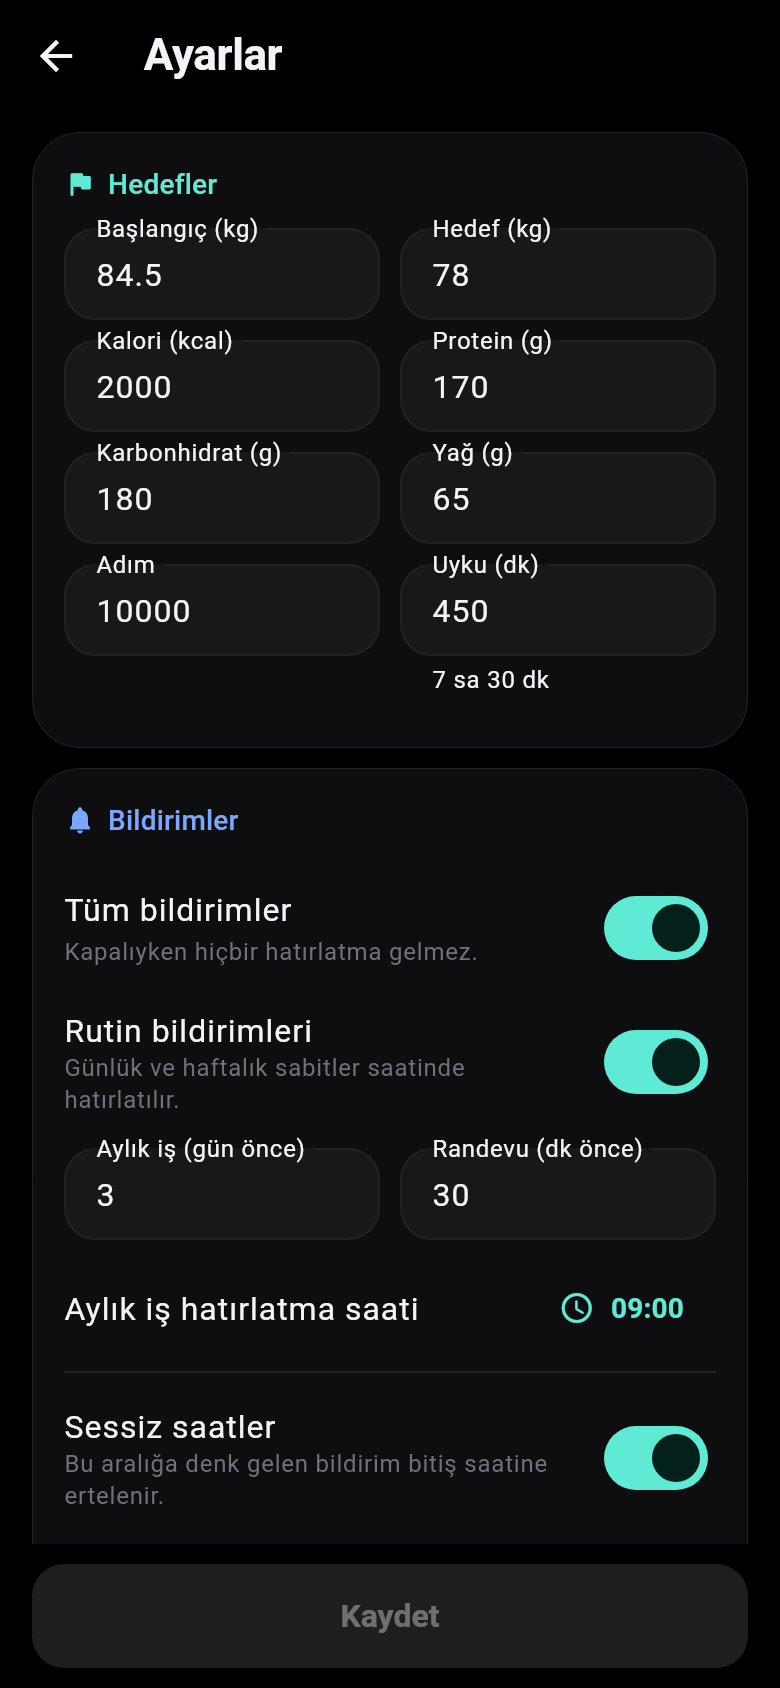 Ayarlar
Hedefler
Başlangıç (kg)
84.5
Hedef (kg)
78
Kalori (kcal)
2000
Protein (g)
170
Karbonhidrat (g)
180
Yağ (g)
65
Adım
10000
Uyku (dk)
450
7 sa 30 dk
Bildirimler
Tüm bildirimler
Kapalıyken hiçbir hatırlatma gelmez.
Rutin bildirimleri
Günlük ve haftalık sabitler saatinde
hatırlatılır.
Aylık iş (gün önce)
3
Randevu (dk önce)
30
Aylık iş hatırlatma saati
09:00
Sessiz saatler
Bu aralığa denk gelen bildirim bitiş saatine
ertelenir.
Kaydet